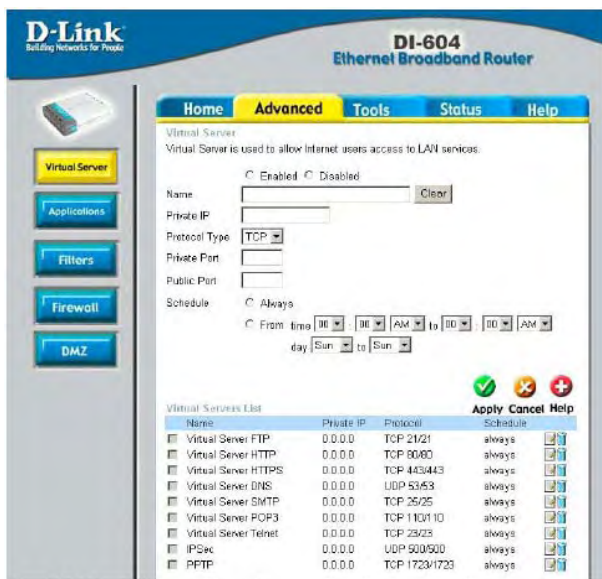 D-Link
Building Networks for People
DI-604
Ethernet Broadband Router
Home Advanced Tools Status Help
Virtual Server
Virtual Server is used to allow Internet users access to LAN services.
Enabled Disabled
Name Clear
Private IP
Protocol Type TCP
Private Port
Public Port
Schedule Always
From time 00 : 00 AM to 00 : 00 AM
day Sun to Sun
Virtual Server
Applications
Filters
Firewall
DMZ
Apply Cancel Help
Virtual Servers List
Name Private IP Protocol Schedule
Virtual Server FTP 0.0.0.0 TCP 21/21 always
Virtual Server HTTP 0.0.0.0 TCP 80/80 always
Virtual Server HTTPS 0.0.0.0 TCP 443/443 always
Virtual Server DNS 0.0.0.0 UDP 53/53 always
Virtual Server SMTP 0.0.0.0 TCP 25/25 always
Virtual Server POP3 0.0.0.0 TCP 110/110 always
Virtual Server Telnet 0.0.0.0 TCP 23/23 always
IPSec 0.0.0.0 UDP 500/500 always
PPTP 0.0.0.0 TCP 1723/1723 always